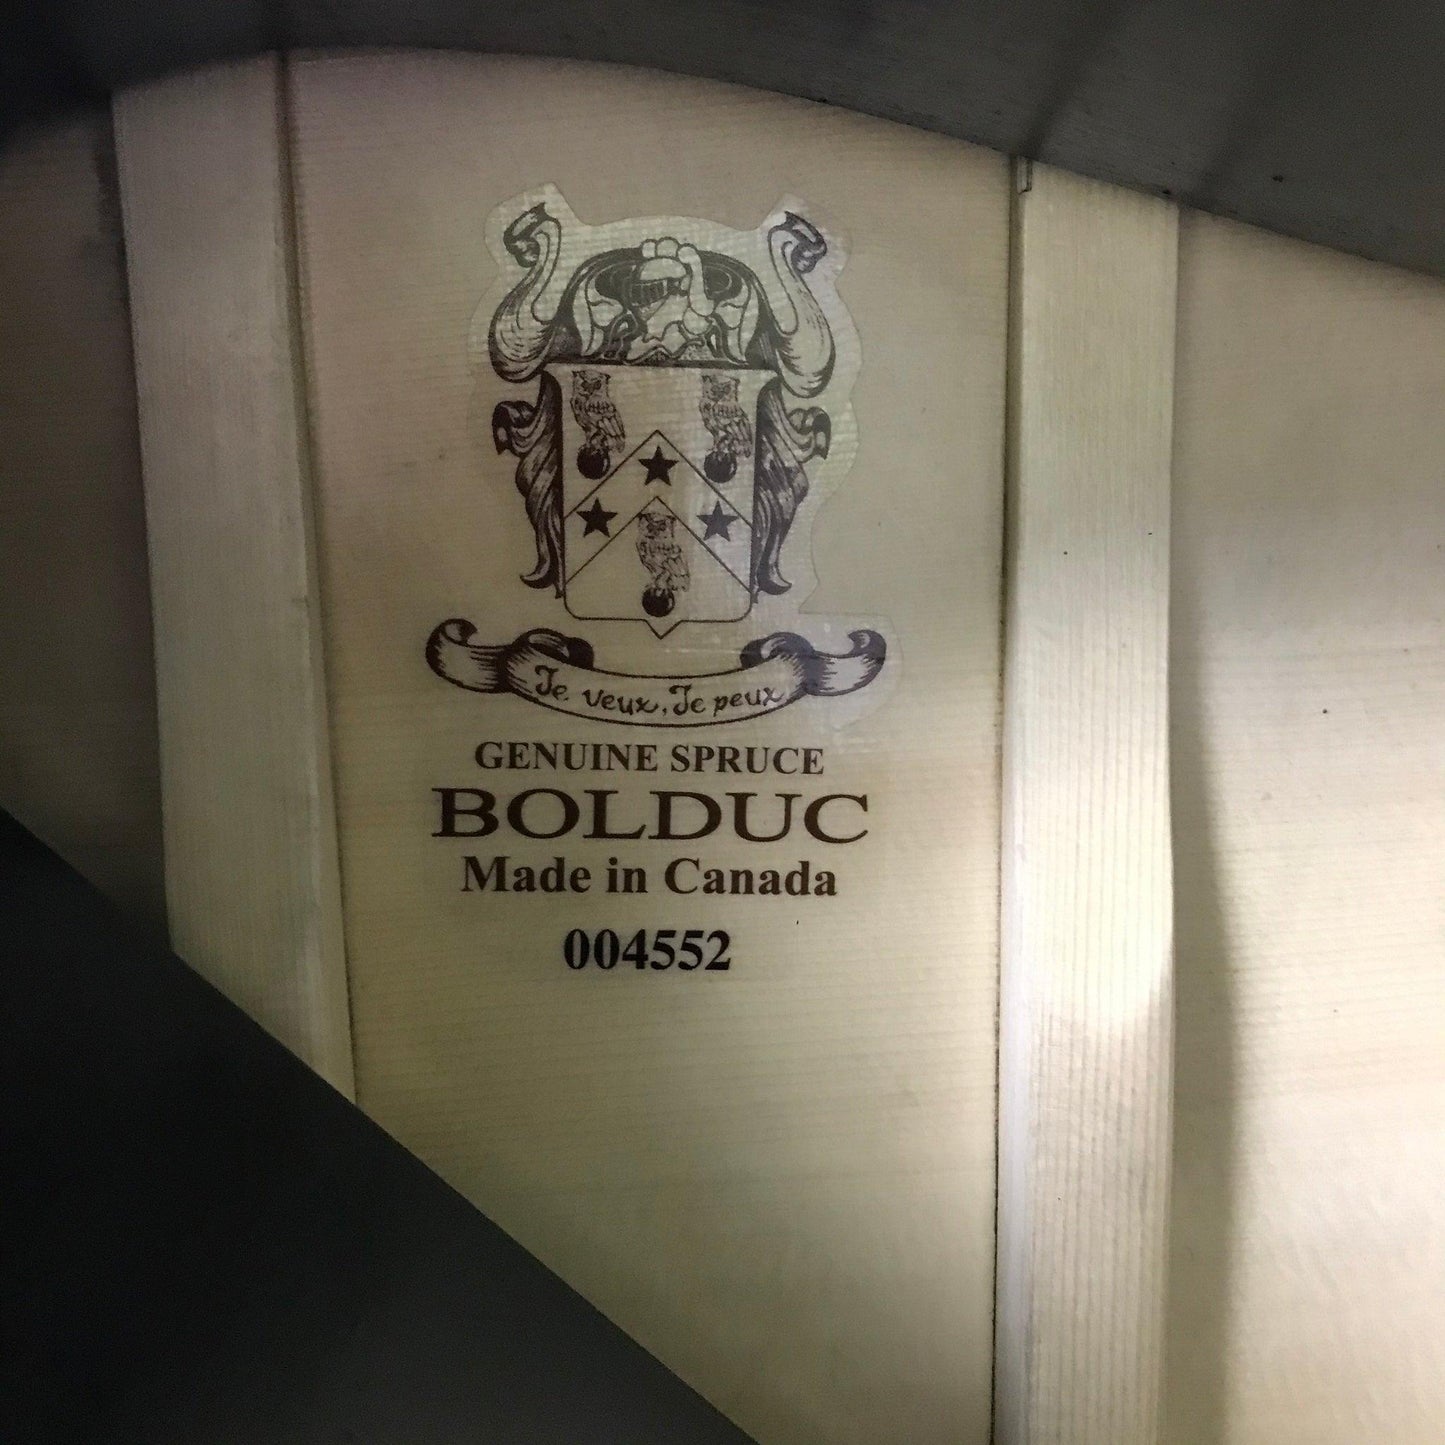 Je veux, Je peux
GENUINE SPRUCE
BOLDUC
Made in Canada
004552